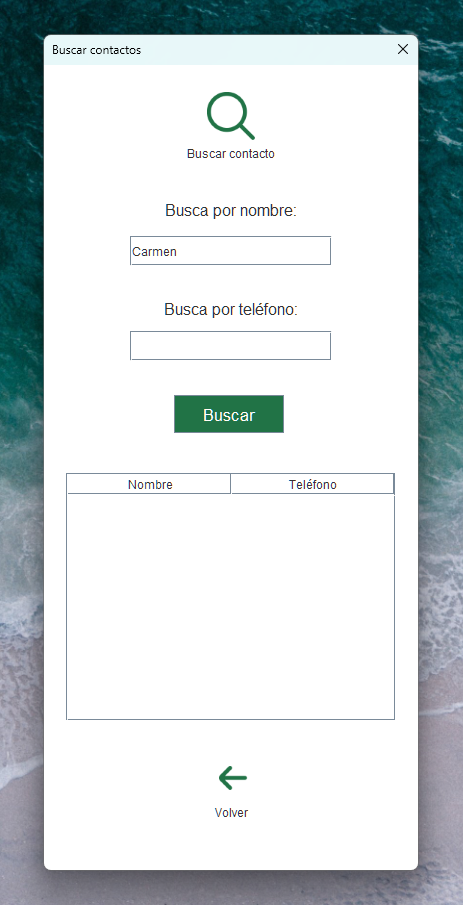 Buscar contactos
Buscar contacto
Busca por nombre:
Carmen
Busca por teléfono:
Buscar
Nombre Teléfono
Volver